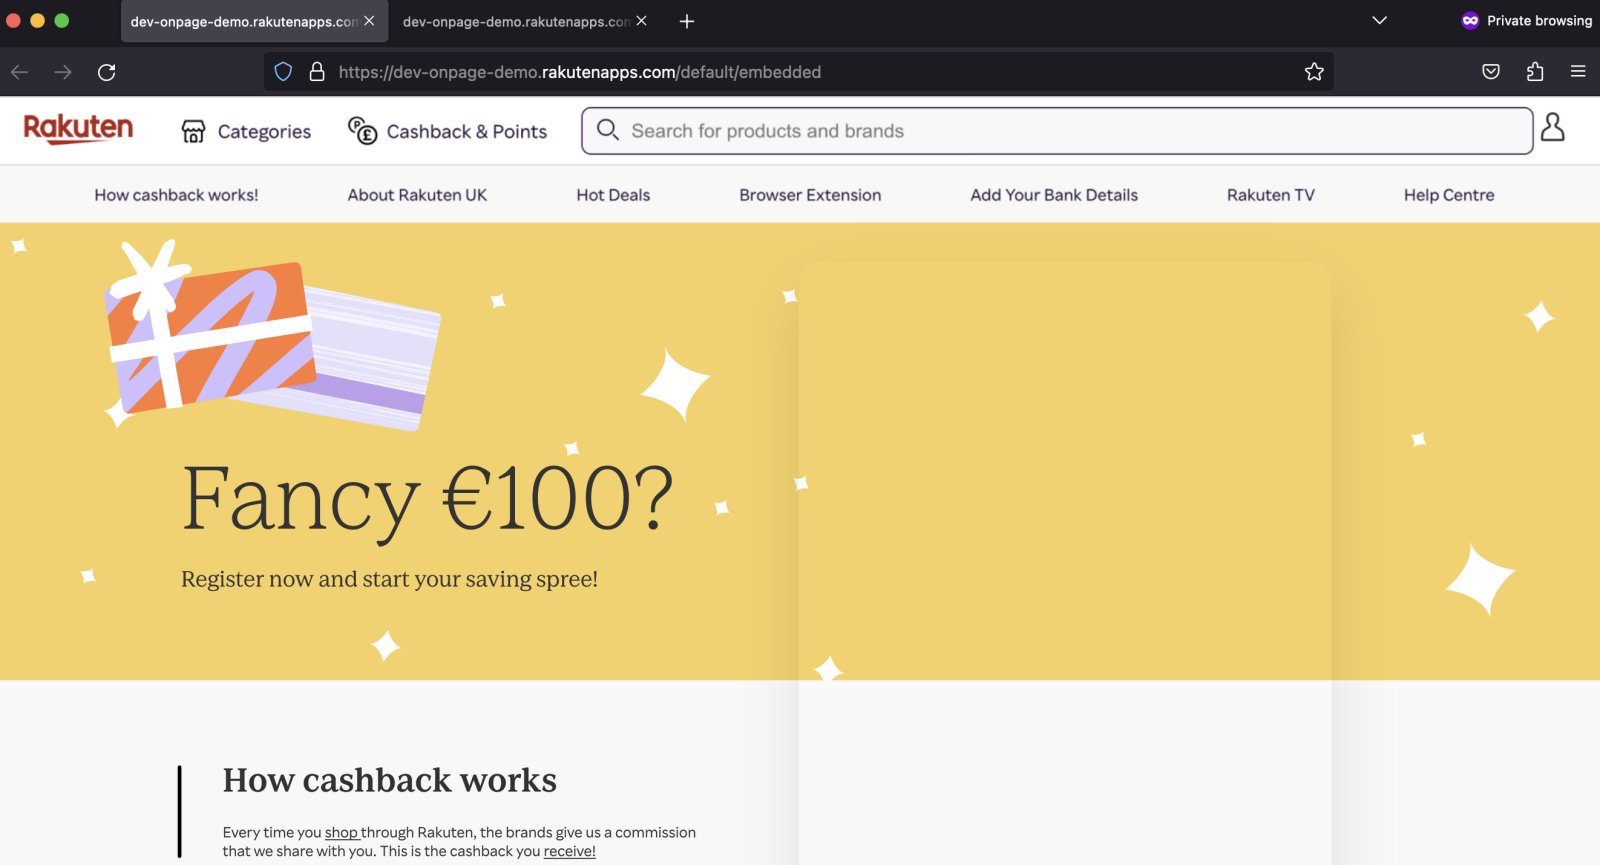 dev-onpage-demo.rakutenapps.com
dev-onpage-demo.rakutenapps.com
Private browsing
https://dev-onpage-demo.rakutenapps.com/default/embedded
Rakuten
Categories
Cashback & Points
Search for products and brands
How cashback works!
About Rakuten UK
Hot Deals
Browser Extension
Add Your Bank Details
Rakuten TV
Help Centre
Fancy €100?
Register now and start your saving spree!
How cashback works
Every time you shop through Rakuten, the brands give us a commission
that we share with you. This is the cashback you receive!